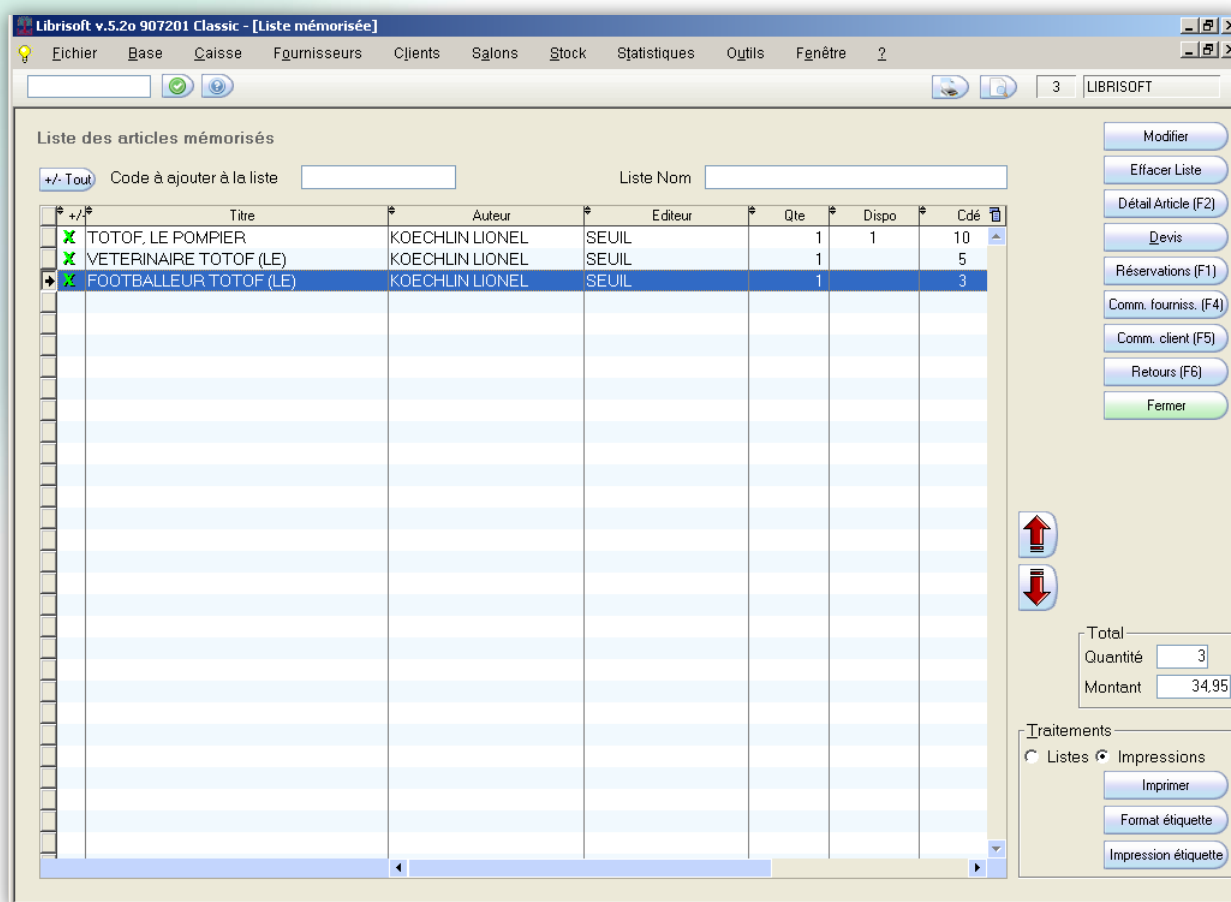 Librisoft v.5.2o 907201 Classic - [Liste mémorisée]
Fichier Base Caisse Fournisseurs Clients Salons Stock Statistiques Outils Fenêtre ?
3 LIBRISOFT
Liste des articles mémorisés
+/- Tout Code à ajouter à la liste Liste Nom
+/- Titre Auteur Editeur Qte Dispo Cdé
TOTOF, LE POMPIER KOECHLIN LIONEL SEUIL 1 1 10
VETERINAIRE TOTOF (LE) KOECHLIN LIONEL SEUIL 1 5
FOOTBALLEUR TOTOF (LE) KOECHLIN LIONEL SEUIL 1 3
Modifier
Effacer Liste
Détail Article (F2)
Devis
Réservations (F1)
Comm. fourniss. (F4)
Comm. client (F5)
Retours (F6)
Fermer
Total
Quantité 3
Montant 34,95
Traitements
Listes Impressions
Imprimer
Format étiquette
Impression étiquette